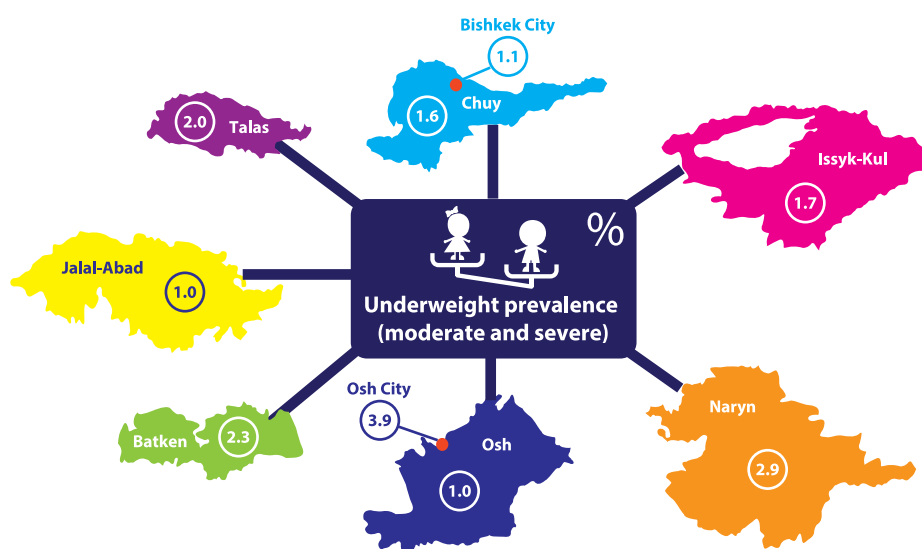 Bishkek City
1.1
Chuy
1.6
2.0
Talas
Issyk-Kul
1.7
%
Underweight prevalence
(moderate and severe)
Jalal-Abad
1.0
Osh City
3.9
Osh
1.0
Batken
2.3
Naryn
2.9